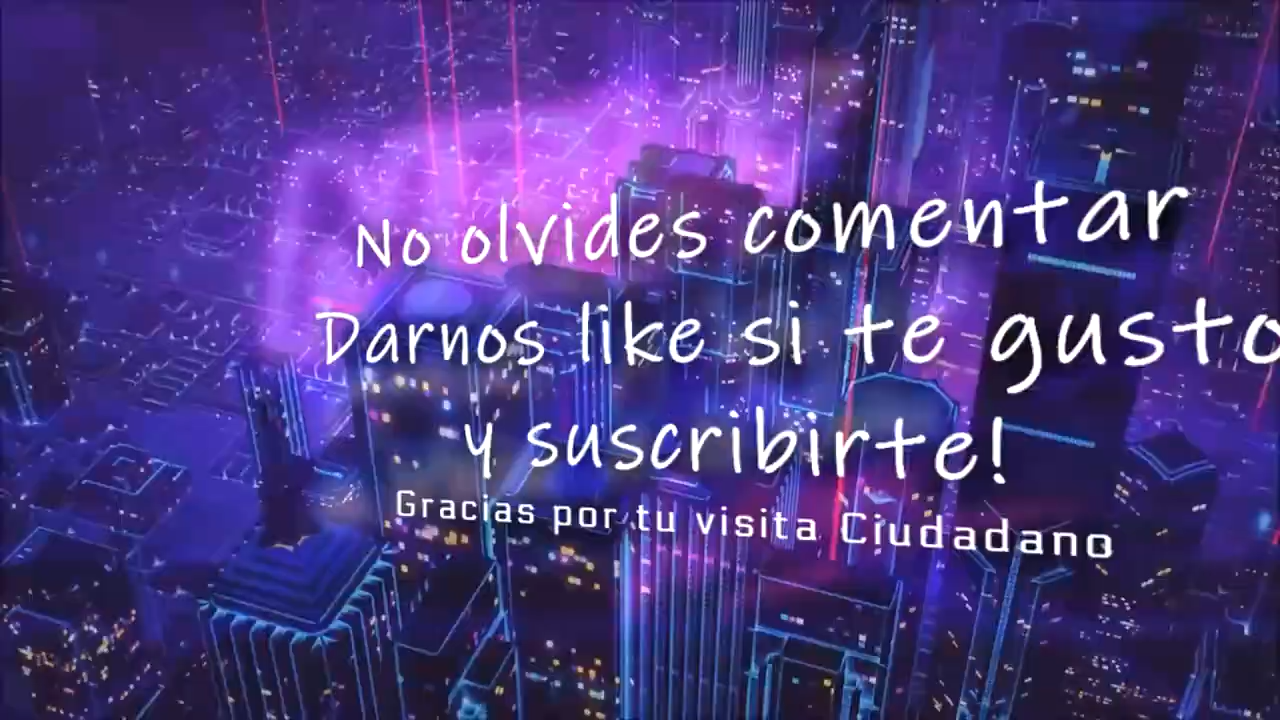 No olvides comentar
Darnos like si te gusto
y suscribirte!
Gracias por tu visita Ciudadano